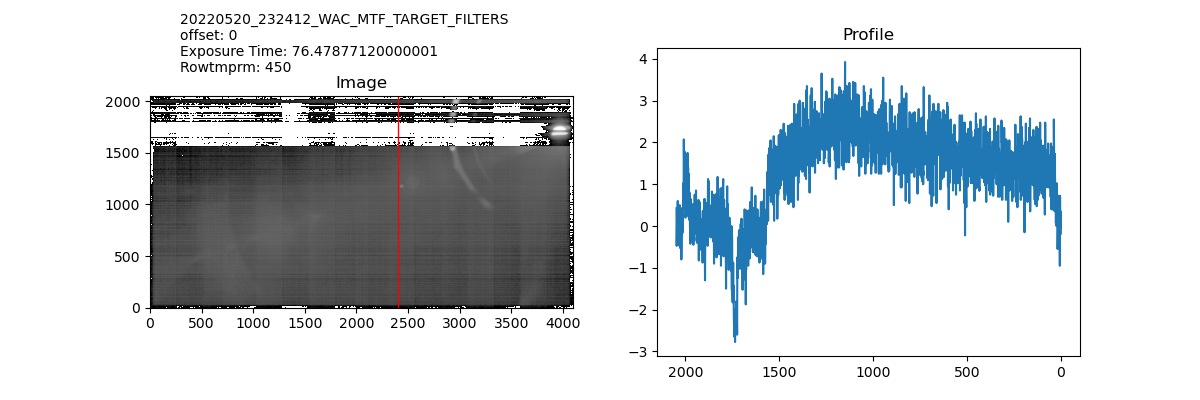 20220520_232412_WAC_MTF_TARGET_FILTERS
offset: 0
Exposure Time: 76.47877120000001
Rowtmprm: 450
Image
2000
1500
1000
500
0
0 500 1000 1500 2000 2500 3000 3500 4000
Profile
4
3
2
1
0
−1
−2
−3
2000 1500 1000 500 0